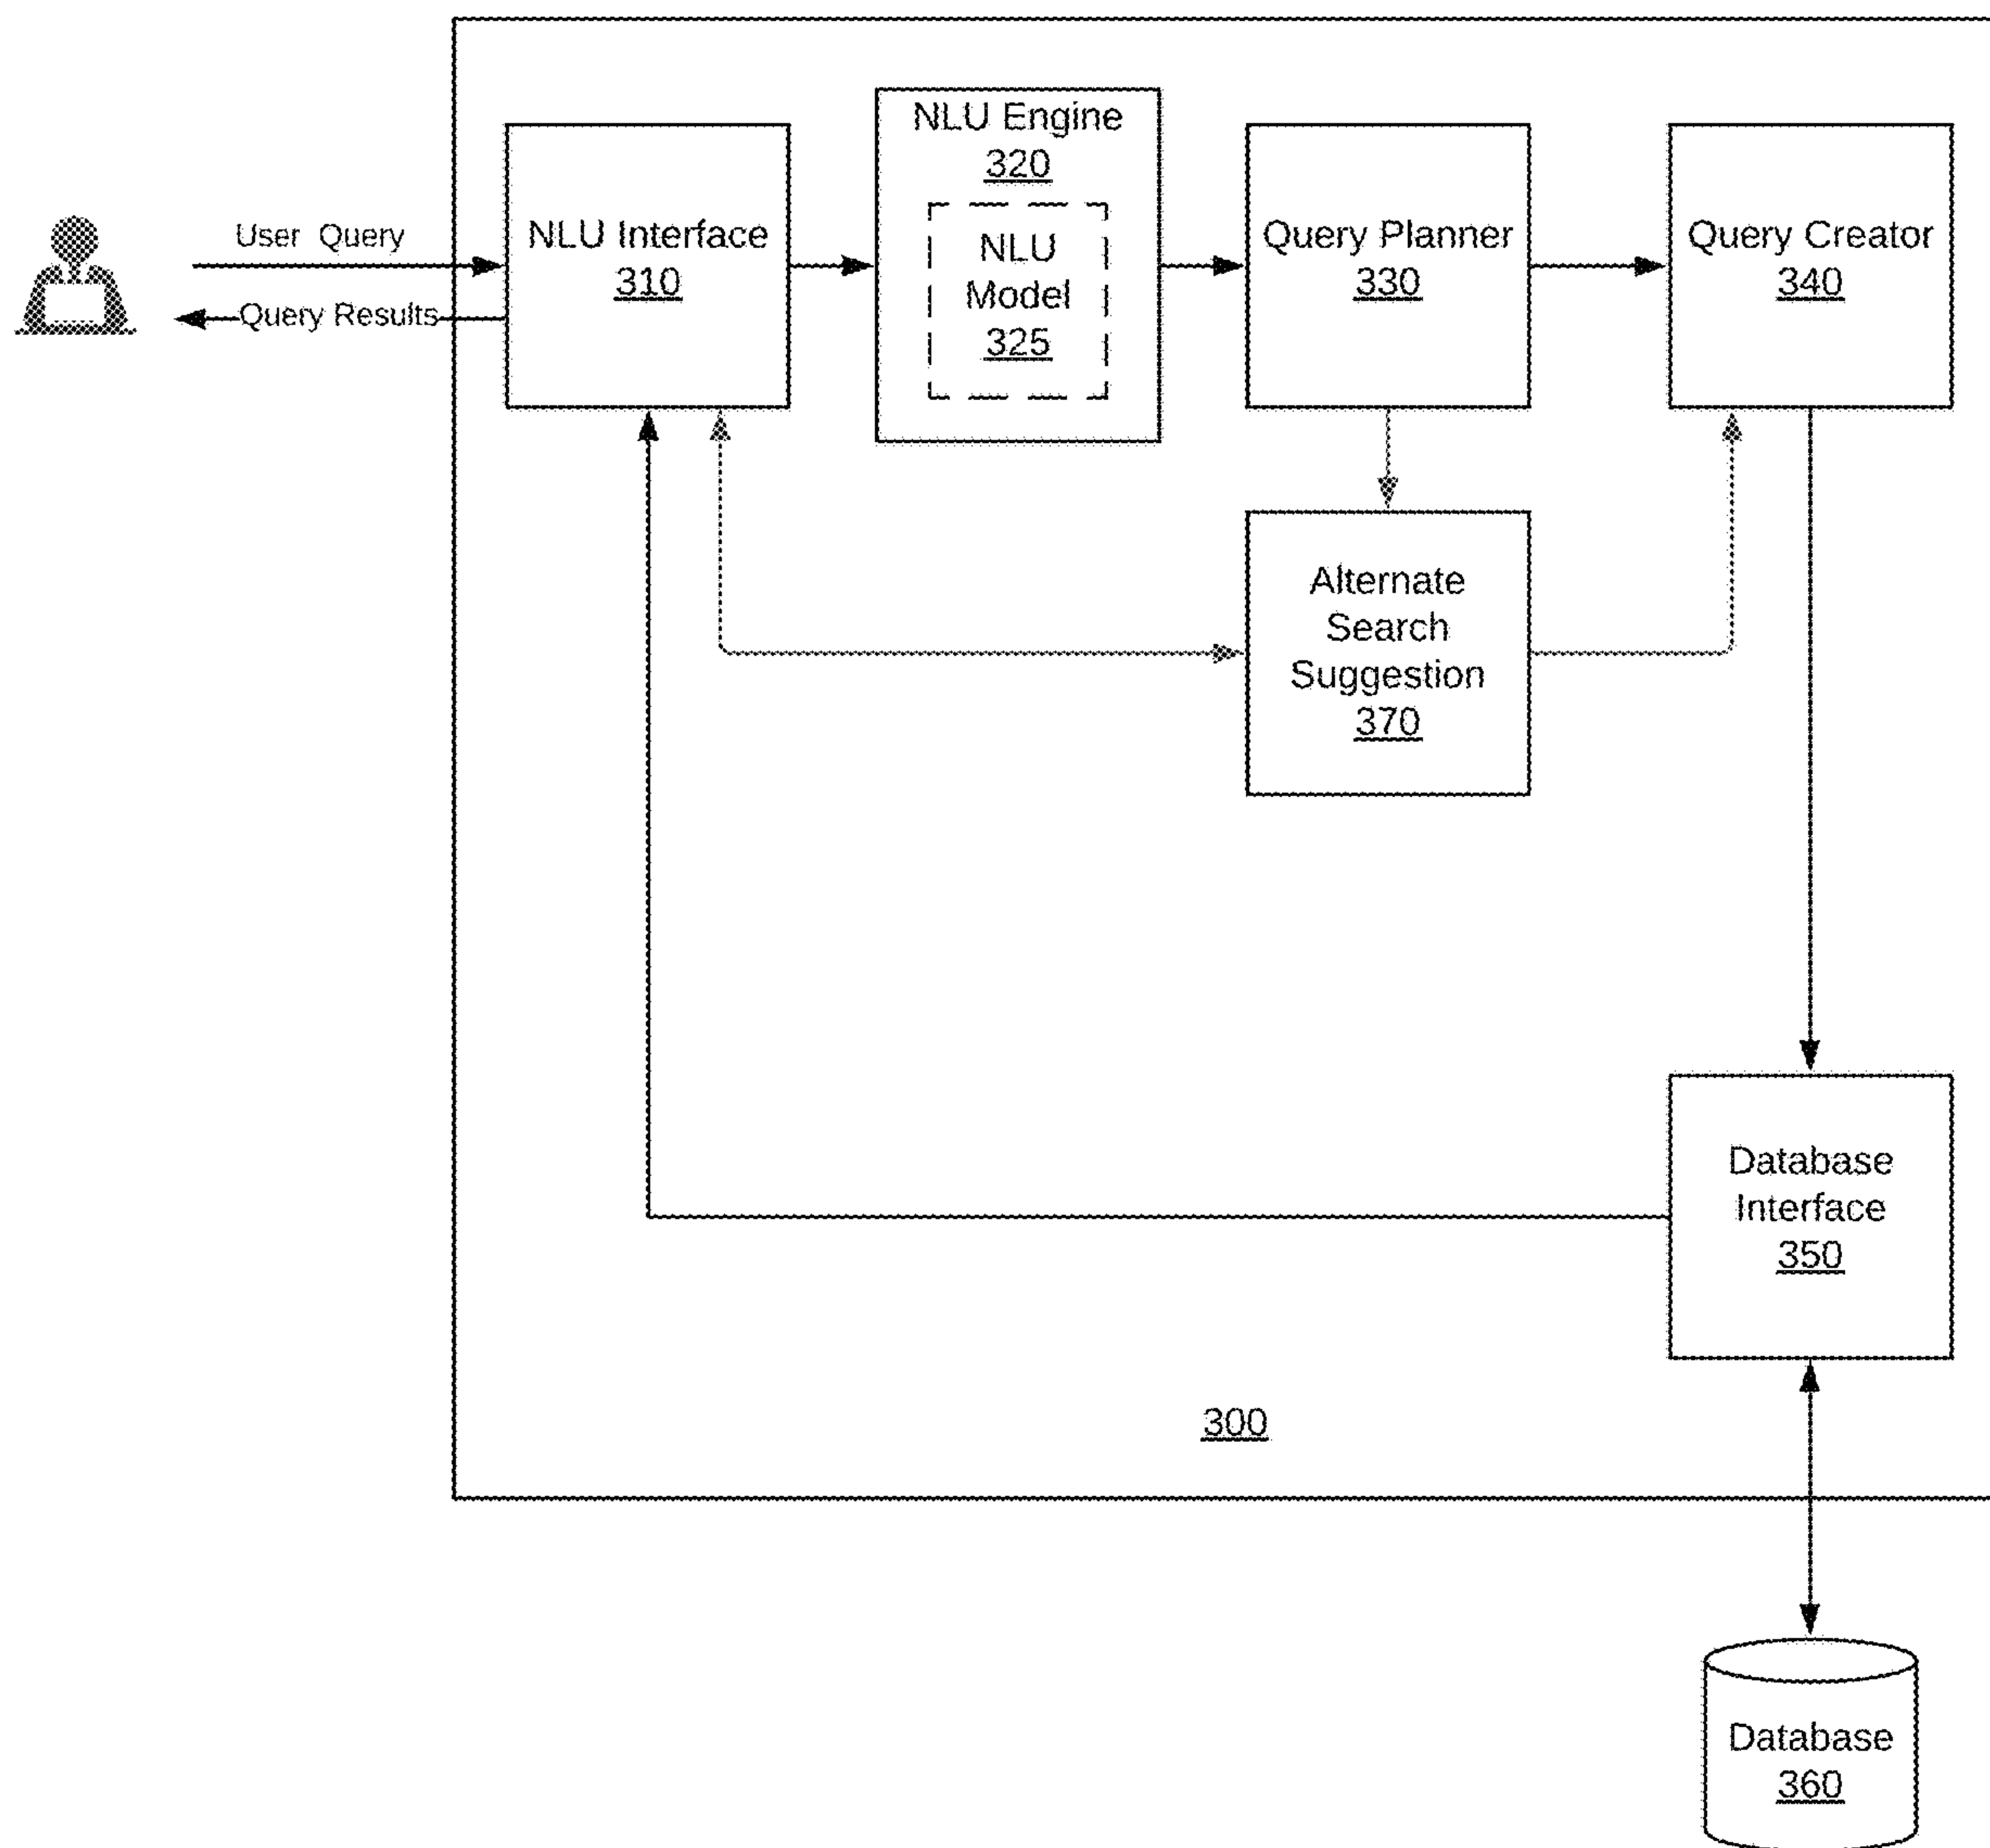 User Query
Query Results
NLU Interface
310
NLU Engine
320
NLU
Model
325
Query Planner
330
Query Creator
340
Alternate
Search
Suggestion
370
Database
Interface
350
300
Database
360